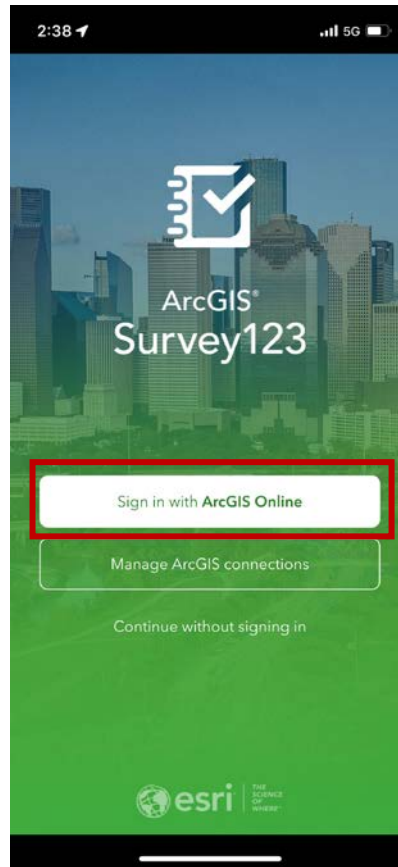 2:38
5G
ArcGIS®
Survey123
Sign in with ArcGIS Online
Manage ArcGIS connections
Continue without signing in
esri
THE
SCIENCE
OF
WHERE™